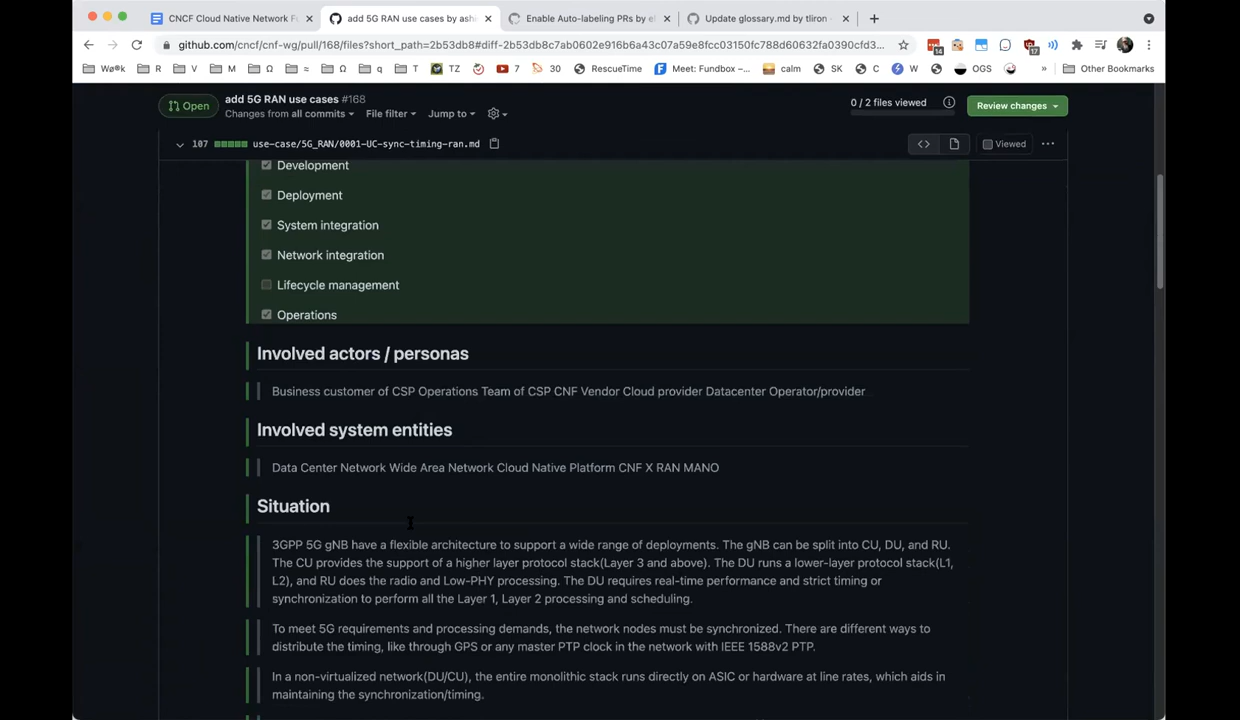 CNCF Cloud Native Network Fu
add 5G RAN use cases by ashi
Enable Auto-labeling PRs by el
Update glossary.md by tliron
github.com/cncf/cnf-wg/pull/168/files?short_path=2b53db8#diff-2b53db8c7ab0602e916b6a43c07a59e8fcc03150fc788d60632fa0390cfd3...
14
17
Wø®k
R
V
M
Ω
≈
Ω
q
T
TZ
7
30
RescueTime
Meet: Fundbox –...
calm
SK
C
W
OGS
»
Other Bookmarks
Open
add 5G RAN use cases #168
Changes from all commits
File filter
Jump to
0 / 2 files viewed
Review changes
107
use-case/5G_RAN/0001-UC-sync-timing-ran.md
Viewed
Development
Deployment
System integration
Network integration
Lifecycle management
Operations
Involved actors / personas
Business customer of CSP Operations Team of CSP CNF Vendor Cloud provider Datacenter Operator/provider
Involved system entities
Data Center Network Wide Area Network Cloud Native Platform CNF X RAN MANO
Situation
3GPP 5G gNB have a flexible architecture to support a wide range of deployments. The gNB can be split into CU, DU, and RU.
The CU provides the support of a higher layer protocol stack(Layer 3 and above). The DU runs a lower-layer protocol stack(L1,
L2), and RU does the radio and Low-PHY processing. The DU requires real-time performance and strict timing or
synchronization to perform all the Layer 1, Layer 2 processing and scheduling.
To meet 5G requirements and processing demands, the network nodes must be synchronized. There are different ways to
distribute the timing, like through GPS or any master PTP clock in the network with IEEE 1588v2 PTP.
In a non-virtualized network(DU/CU), the entire monolithic stack runs directly on ASIC or hardware at line rates, which aids in
maintaining the synchronization/timing.